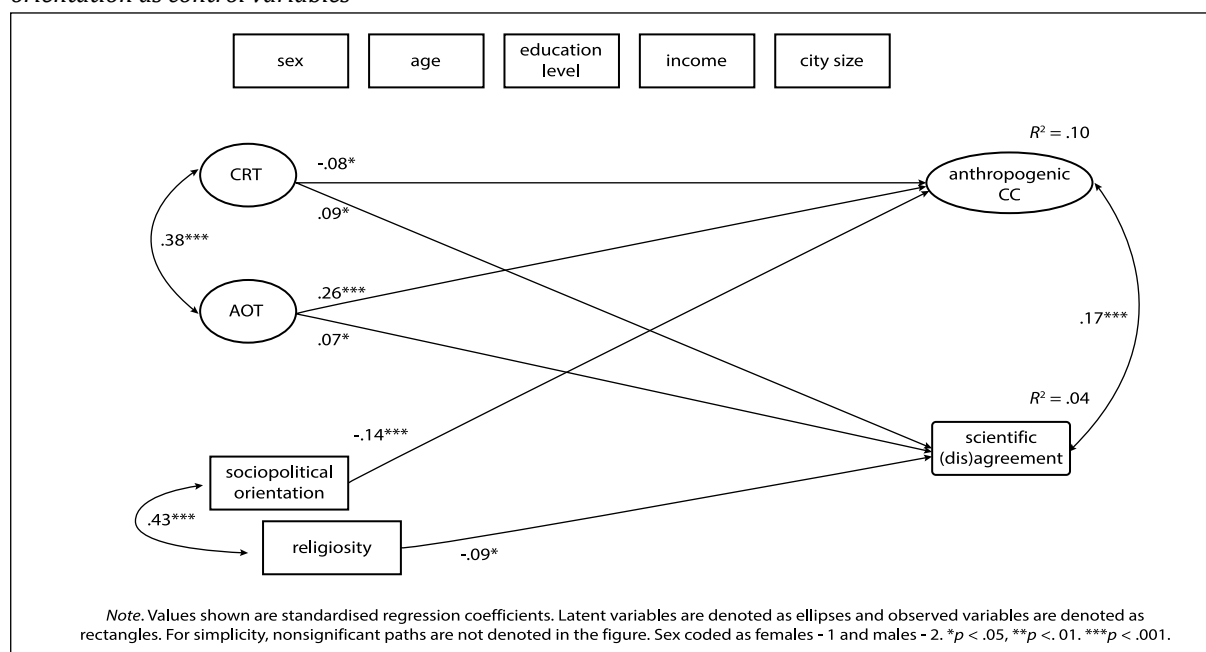 orientation as control variables
sex
age
education
level
income
city size
R² = .10
CRT
-.08*
anthropogenic
CC
.09*
.38***
AOT
.26***
.07*
.17***
R² = .04
-.14***
scientific
(dis)agreement
sociopolitical
orientation
.43***
religiosity
-.09*
Note. Values shown are standardised regression coefficients. Latent variables are denoted as ellipses and observed variables are denoted as
rectangles. For simplicity, nonsignificant paths are not denoted in the figure. Sex coded as females - 1 and males - 2. *p < .05, **p <. 01. ***p < .001.